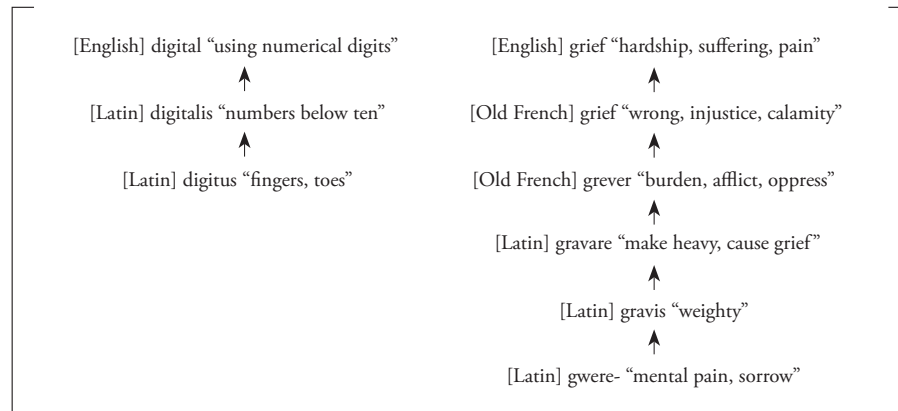 [English] digital “using numerical digits”
[Latin] digitalis “numbers below ten”
[Latin] digitus “fingers, toes”
[English] grief “hardship, suffering, pain”
[Old French] grief “wrong, injustice, calamity”
[Old French] grever “burden, afflict, oppress”
[Latin] gravare “make heavy, cause grief”
[Latin] gravis “weighty”
[Latin] gwere- “mental pain, sorrow”